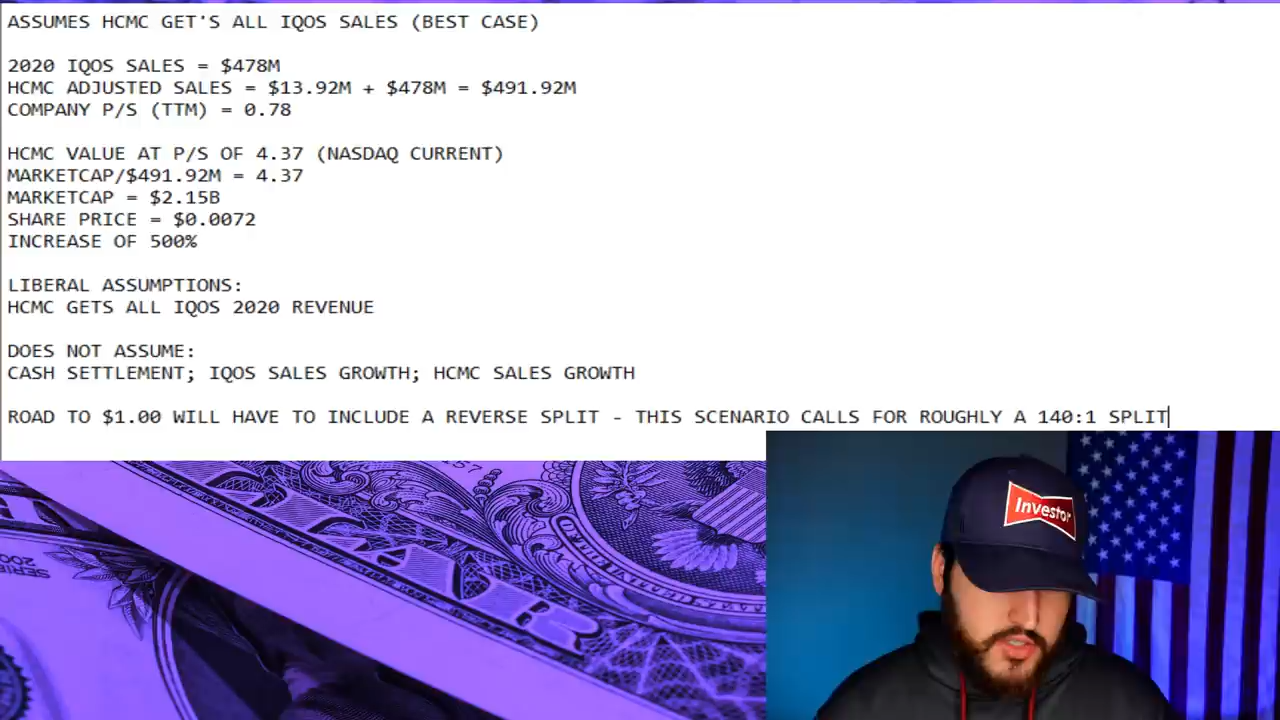 ASSUMES HCMC GET'S ALL IQOS SALES (BEST CASE)
2020 IQOS SALES = $478M
HCMC ADJUSTED SALES = $13.92M + $478M = $491.92M
COMPANY P/S (TTM) = 0.78
HCMC VALUE AT P/S OF 4.37 (NASDAQ CURRENT)
MARKETCAP/$491.92M = 4.37
MARKETCAP = $2.15B
SHARE PRICE = $0.0072
INCREASE OF 500%
LIBERAL ASSUMPTIONS:
HCMC GETS ALL IQOS 2020 REVENUE
DOES NOT ASSUME:
CASH SETTLEMENT; IQOS SALES GROWTH; HCMC SALES GROWTH
ROAD TO $1.00 WILL HAVE TO INCLUDE A REVERSE SPLIT - THIS SCENARIO CALLS FOR ROUGHLY A 140:1 SPLIT
Investor